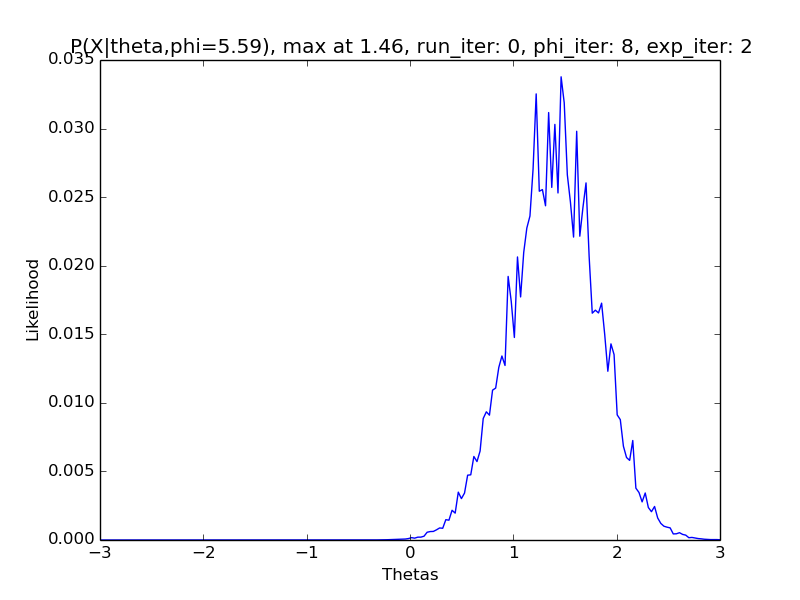 P(X|theta,phi=5.59), max at 1.46, run_iter: 0, phi_iter: 8, exp_iter: 2
0.035
0.030
0.025
0.020
0.015
0.010
0.005
0.000
Likelihood
−3 −2 −1 0 1 2 3
Thetas